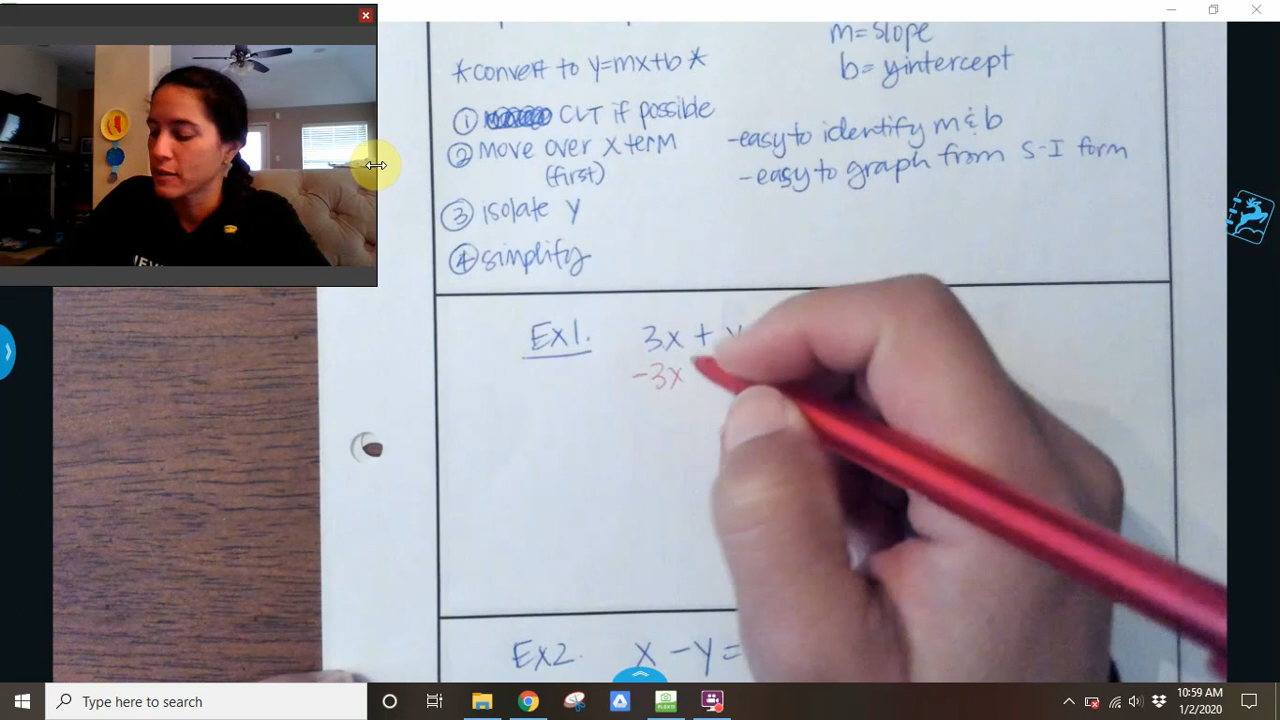 m=slope
*convert to y=mx+b*
b= yintercept
① CLT if possible
② Move over x term
(first)
-easy to identify m & b
-easy to graph from S-I form
③ isolate y
④ simplify
Ex1. 3x + y
-3x
Ex2. x - y =
Type here to search
10:59 AM
1/2/2020